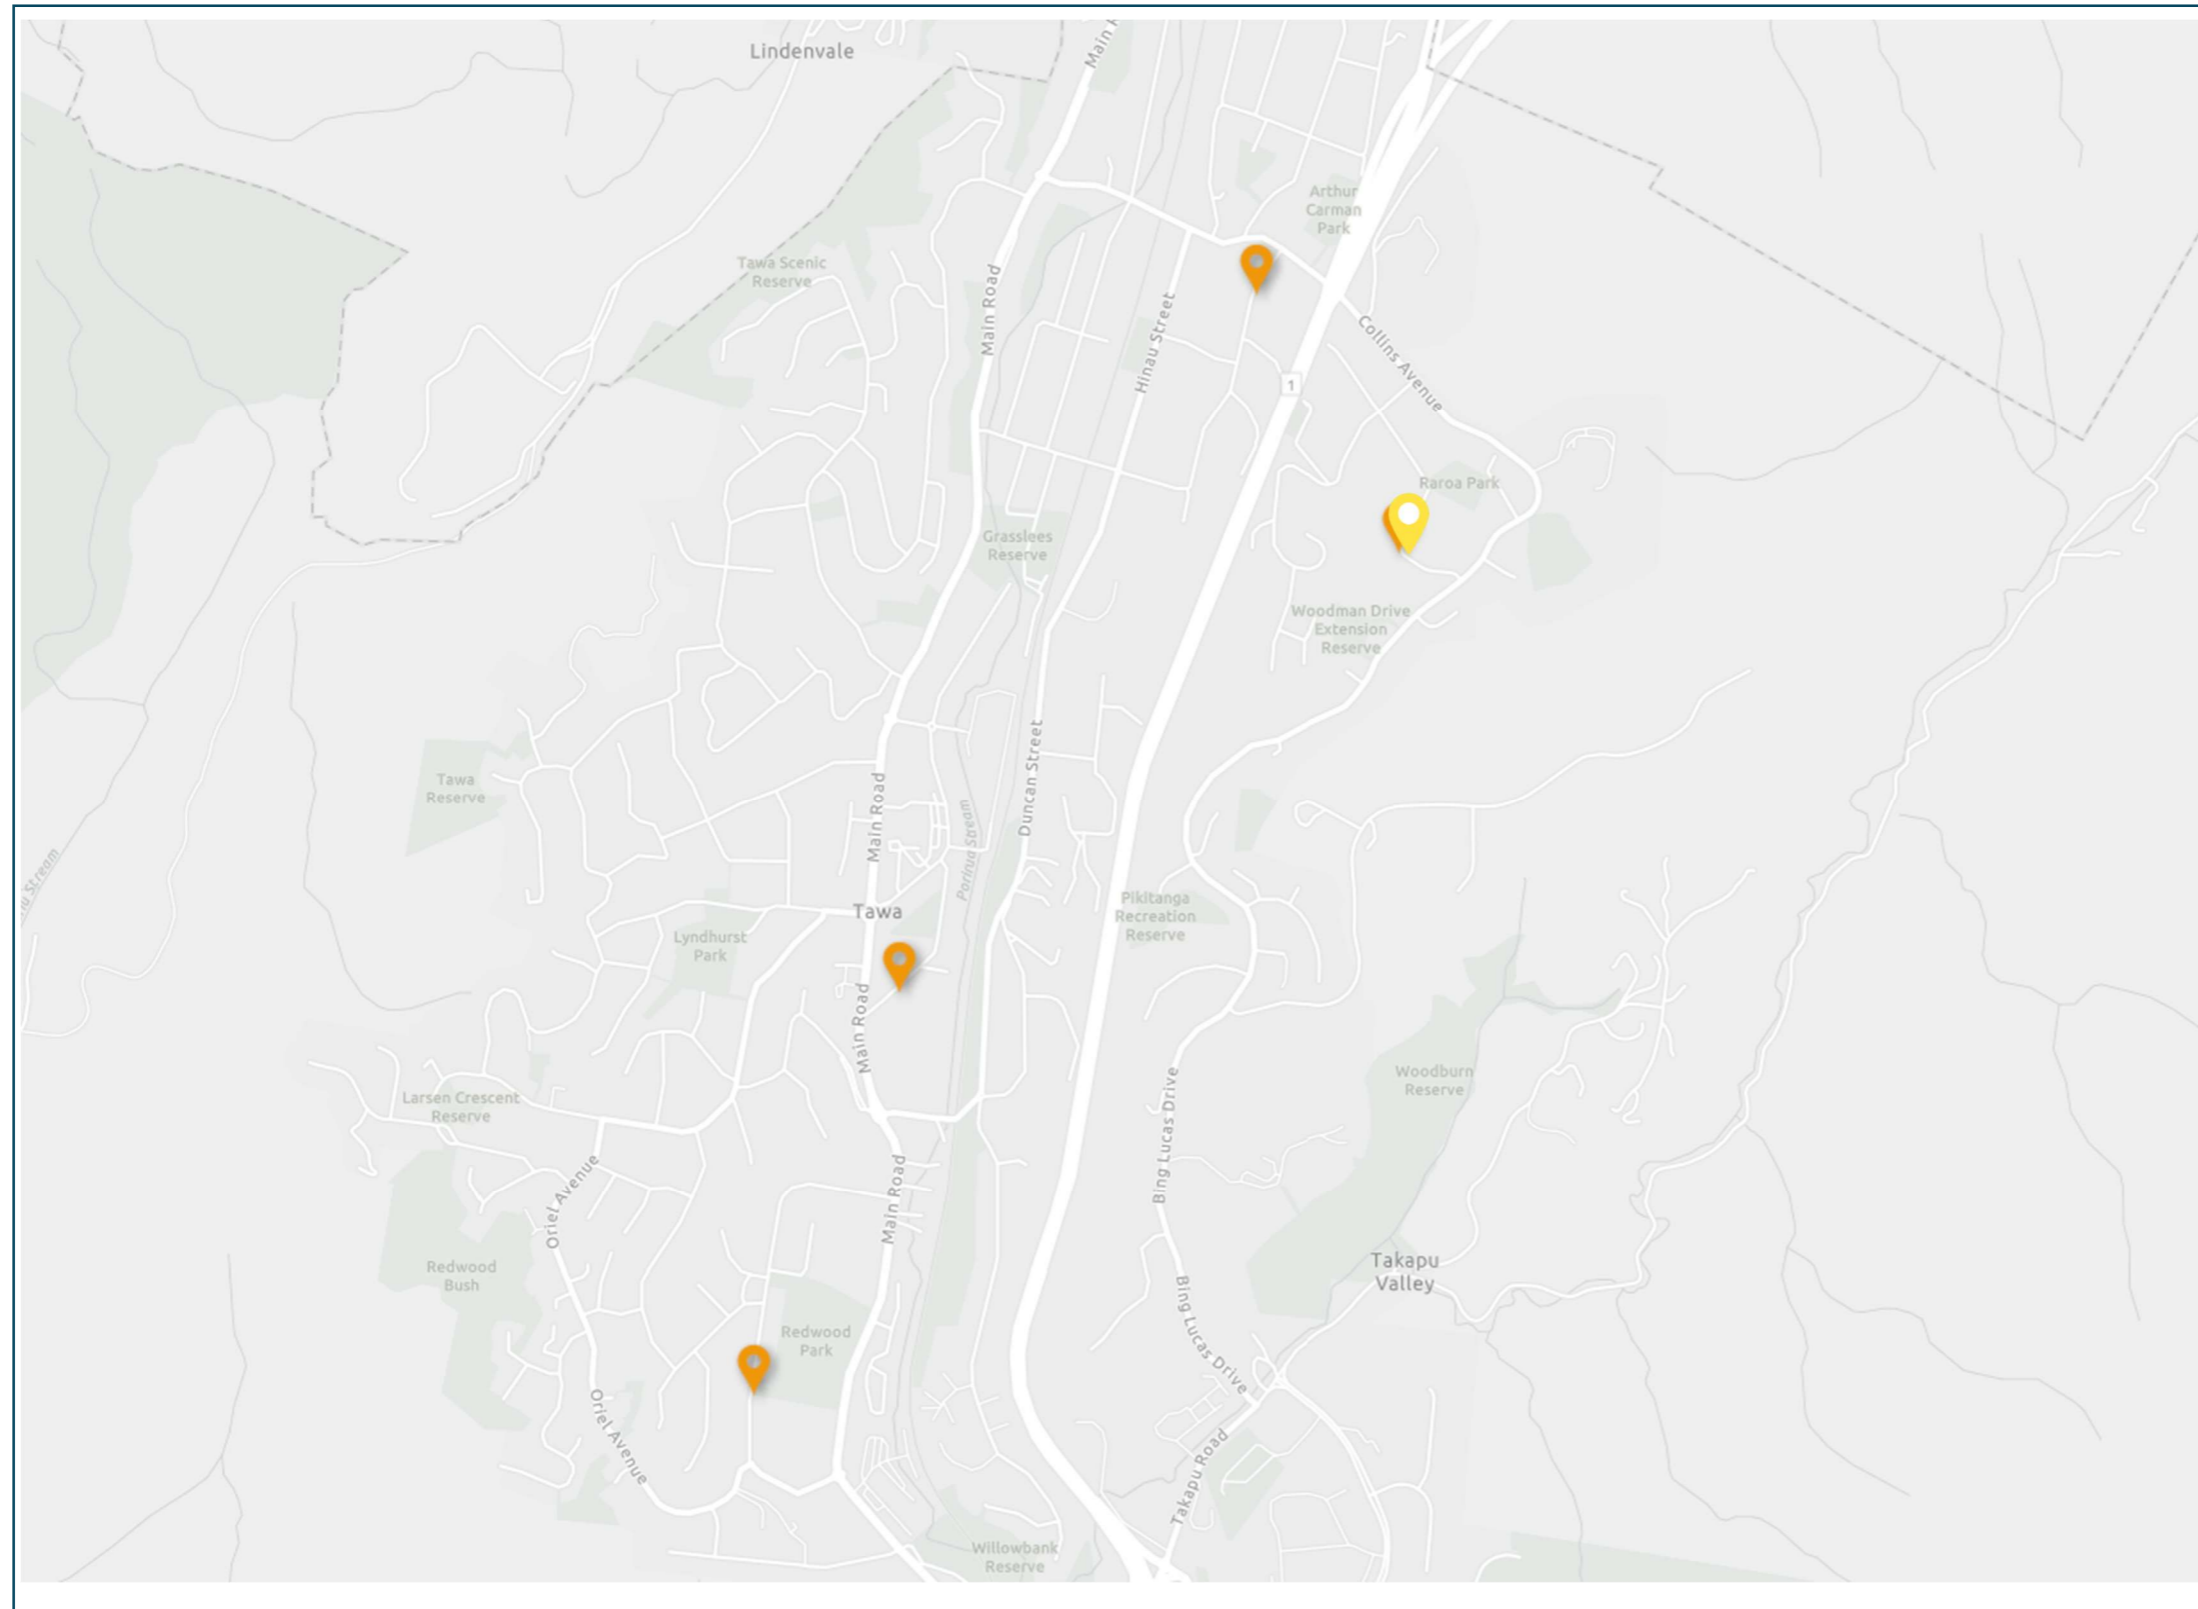 Lindenvale
Main
Arthur
Carman
Park
Tawa Scenic
Reserve
Main Road
Hinau Street
Collins Avenue
1
Raroa Park
Grasslees
Reserve
Woodman Drive
Extension
Reserve
Tawa
Reserve
Main Road
Duncan Street
Porirua Stream
Stream
Pikitanga
Recreation
Reserve
Tawa
Lyndhurst
Park
Main Road
Woodburn
Reserve
Larsen Crescent
Reserve
Bing Lucas Drive
Oriel Avenue
Main Road
Redwood
Bush
Takapu
Valley
Bing Lucas Drive
Redwood
Park
Oriel Avenue
Takapu Road
Willowbank
Reserve